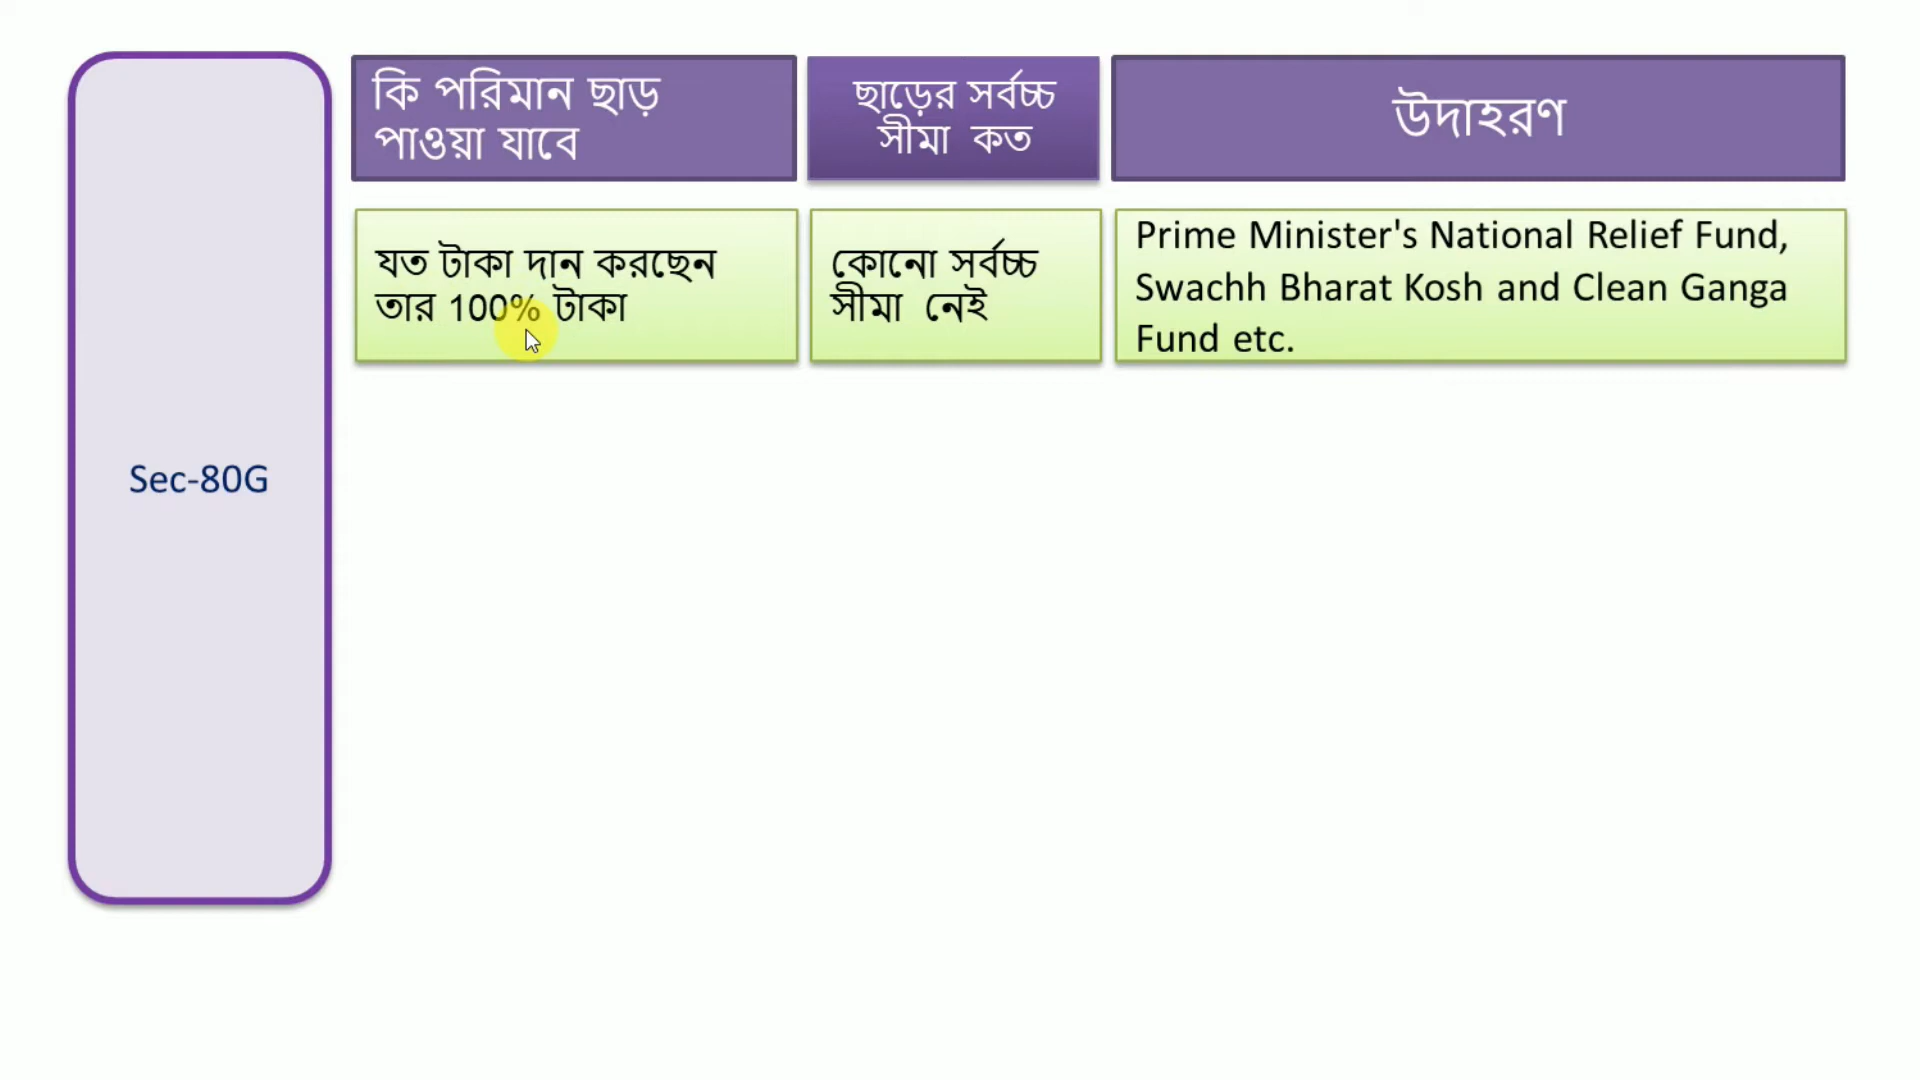 Sec-80G
কি পরিমান ছাড়
পাওয়া যাবে
ছাড়ের সর্বচ্চ
সীমা কত
উদাহরণ
যত টাকা দান করছেন
তার 100% টাকা
কোনো সর্বচ্চ
সীমা নেই
Prime Minister's National Relief Fund,
Swachh Bharat Kosh and Clean Ganga
Fund etc.